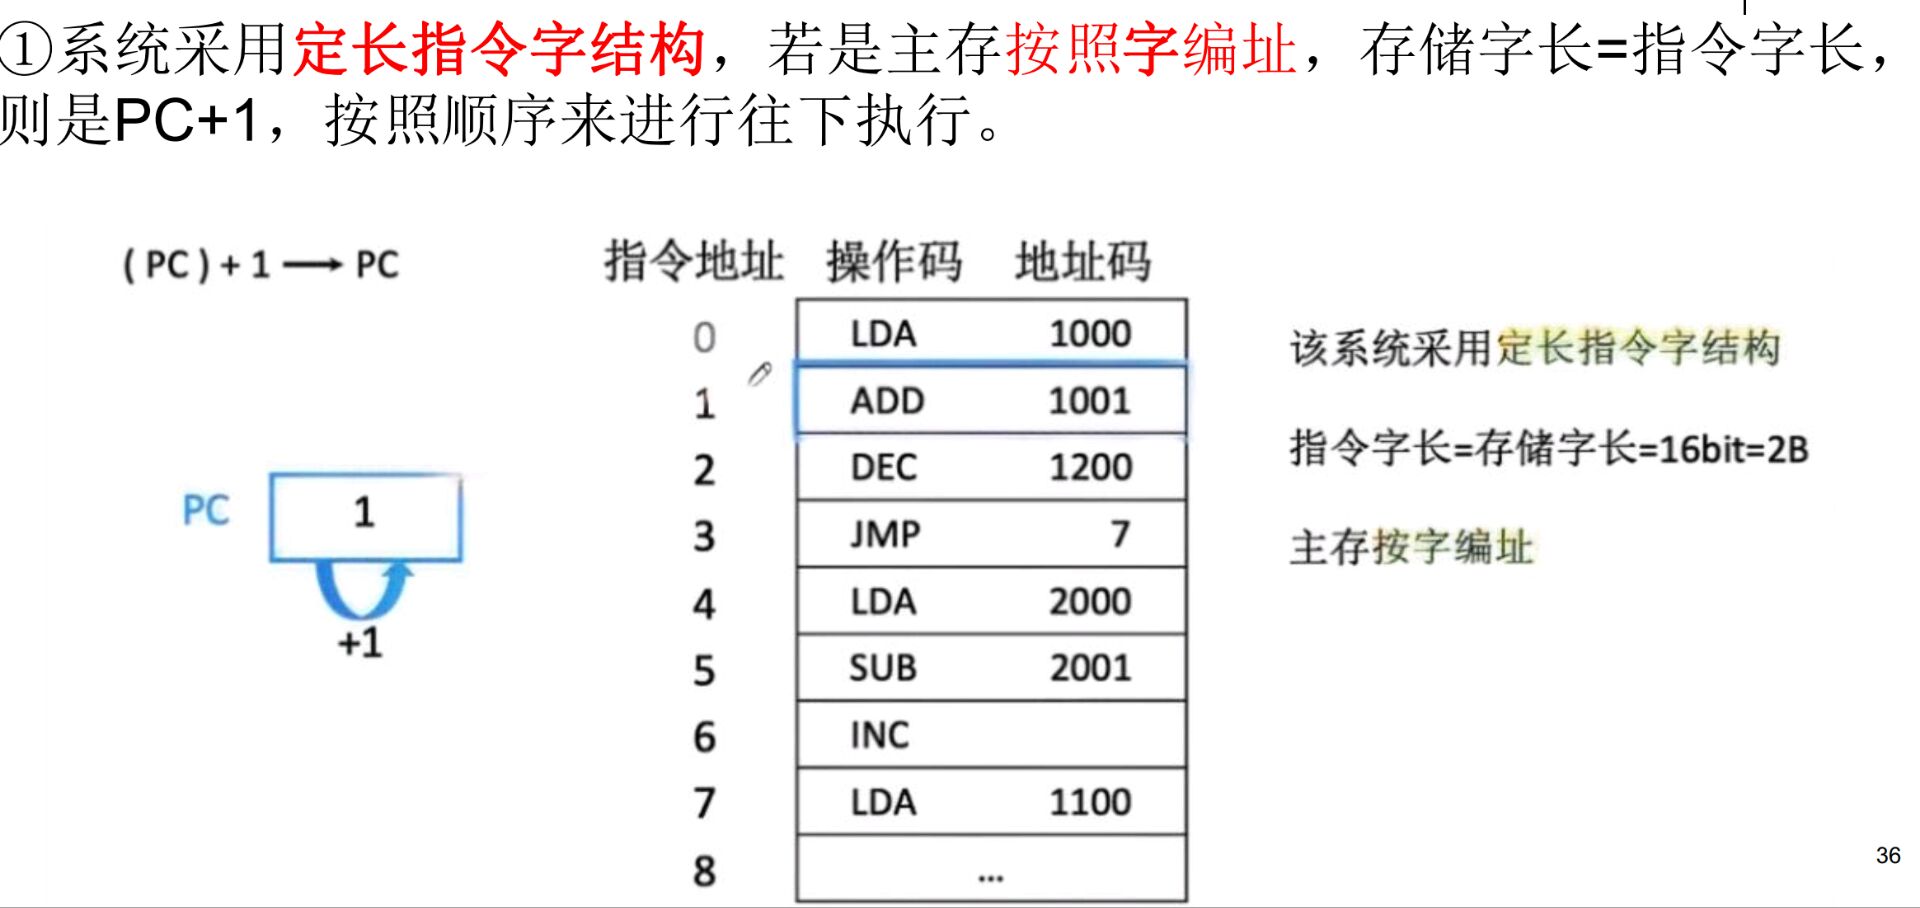 ①系统采用定长指令字结构，若是主存按照字编址，存储字长=指令字长，
则是PC+1，按照顺序来进行往下执行。
(PC)+1 → PC
指令地址 操作码 地址码
0 LDA 1000
1 ADD 1001
2 DEC 1200
3 JMP 7
4 LDA 2000
5 SUB 2001
6 INC
7 LDA 1100
8 ...
PC 1
+1
该系统采用定长指令字结构
指令字长=存储字长=16bit=2B
主存按字编址
36